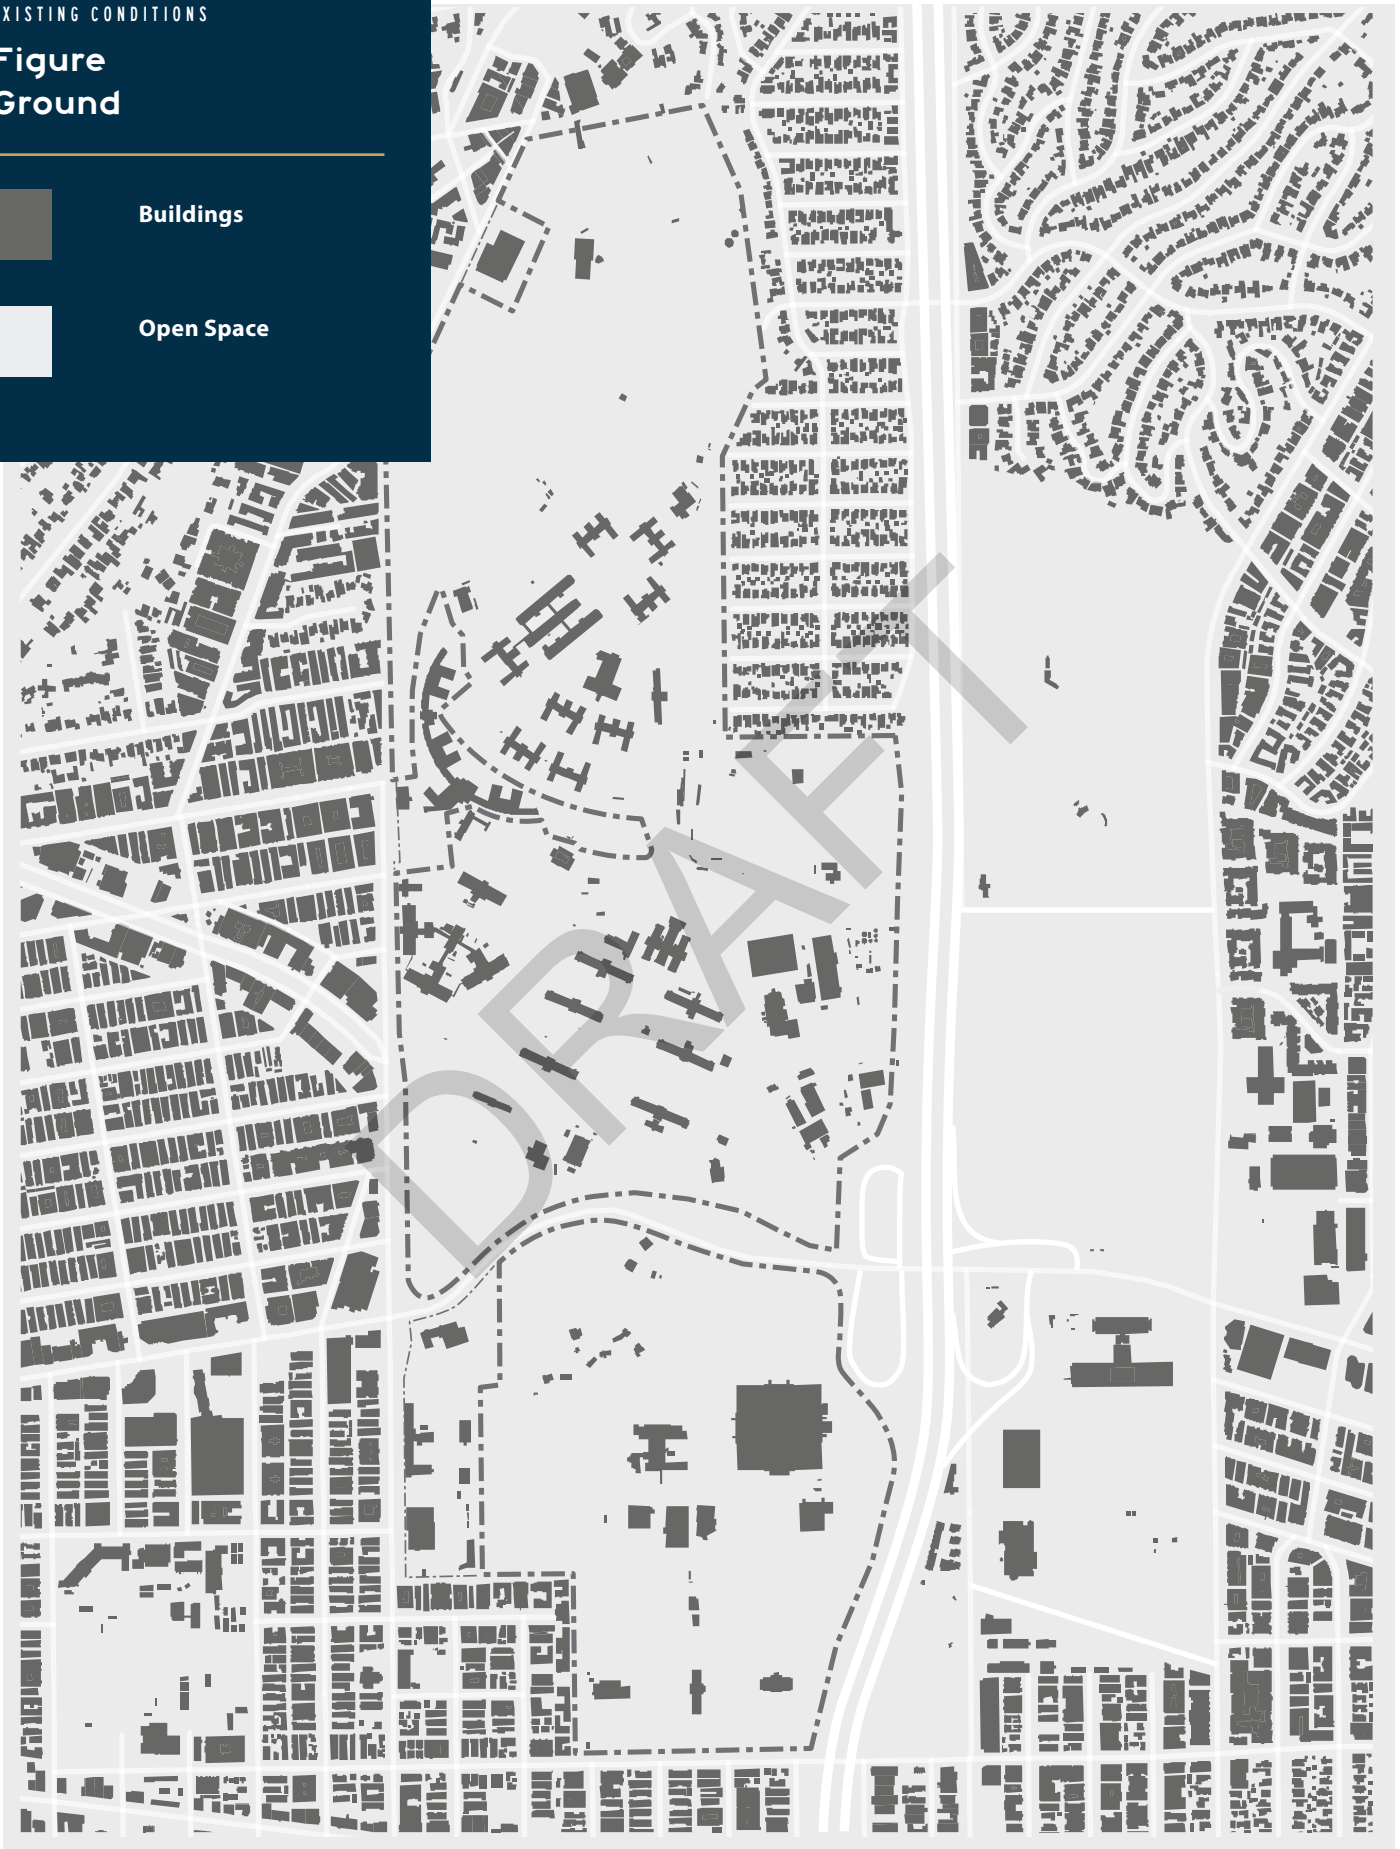 XISTING CONDITIONS
Figure
Ground
Buildings
Open Space
DRAFT